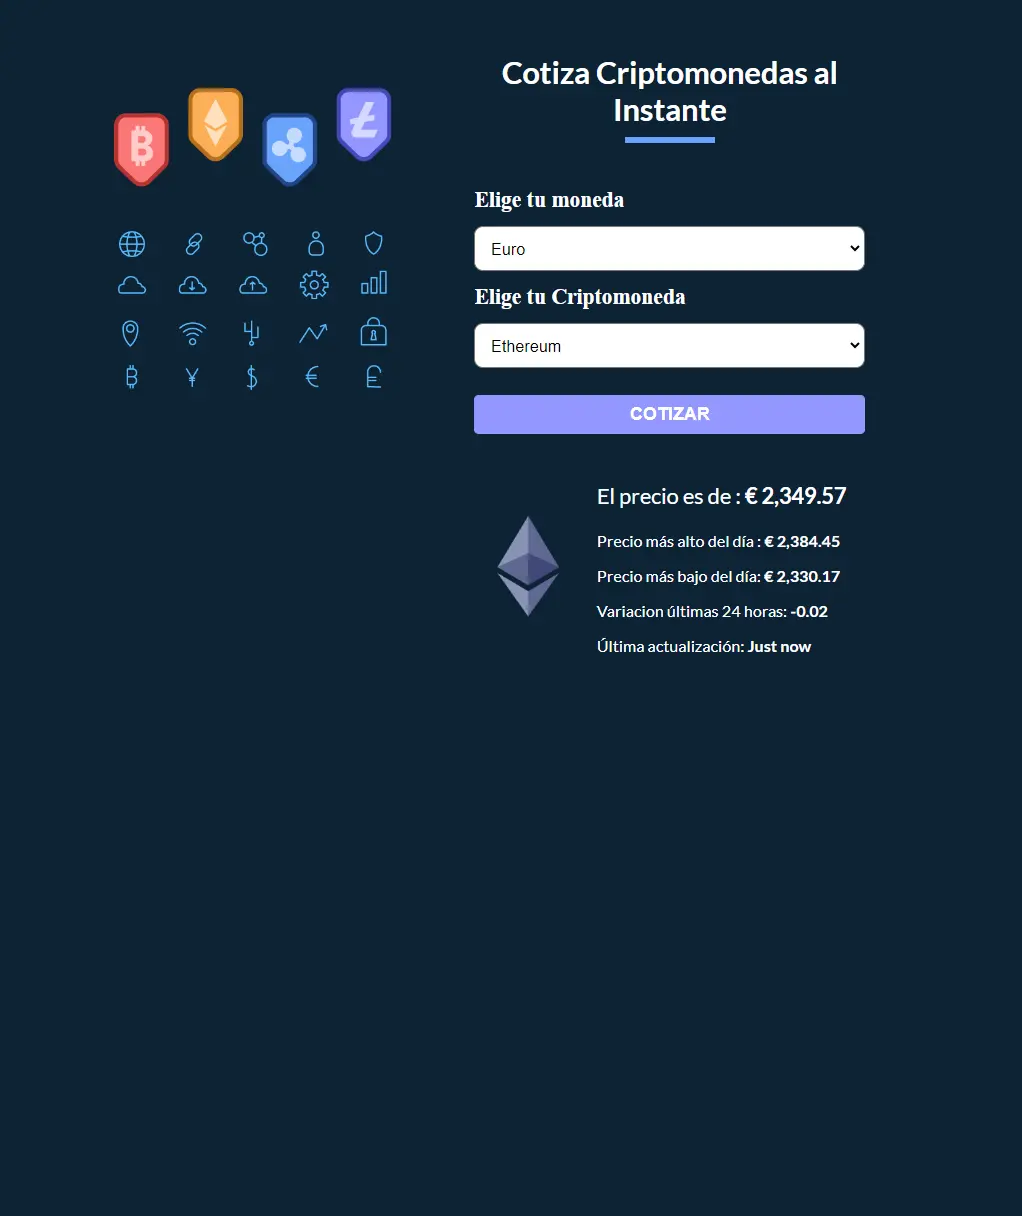 Cotiza Criptomonedas al
Instante
Elige tu moneda
Euro
Elige tu Criptomoneda
Ethereum
COTIZAR
El precio es de : € 2,349.57
Precio más alto del día : € 2,384.45
Precio más bajo del día: € 2,330.17
Variacion últimas 24 horas: -0.02
Última actualización: Just now